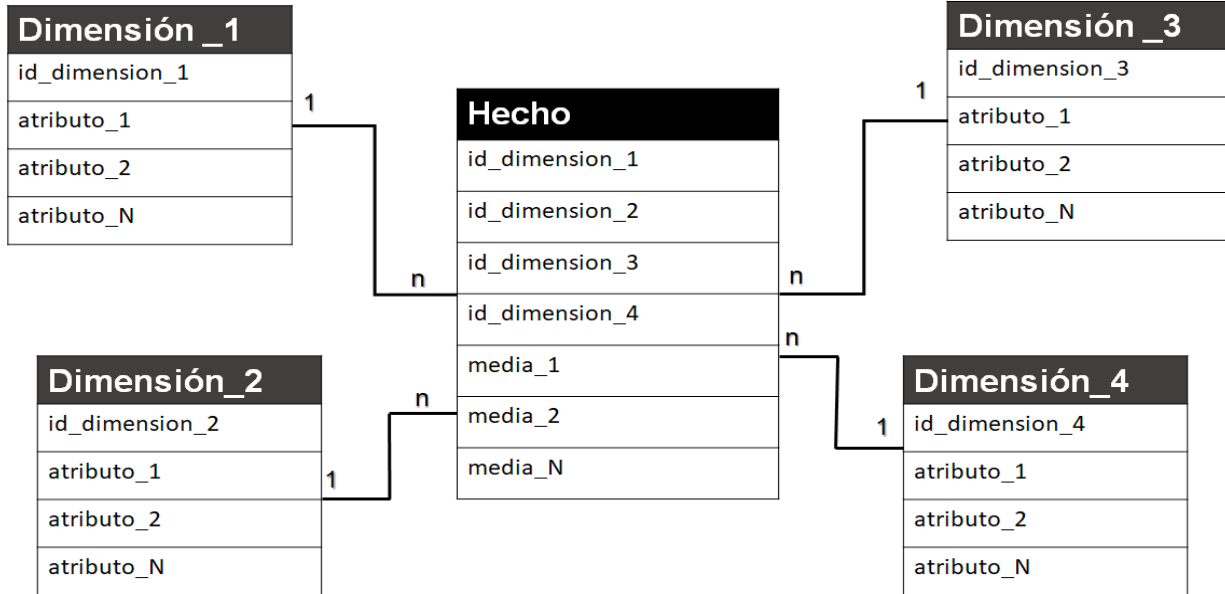 Dimensión _1
id_dimension_1
atributo_1
atributo_2
atributo_N
1
n
Dimensión_2
id_dimension_2
atributo_1
atributo_2
atributo_N
1
n
Hecho
id_dimension_1
id_dimension_2
id_dimension_3
id_dimension_4
media_1
media_2
media_N
Dimensión _3
id_dimension_3
atributo_1
atributo_2
atributo_N
1
n
Dimensión_4
id_dimension_4
atributo_1
atributo_2
atributo_N
1
n